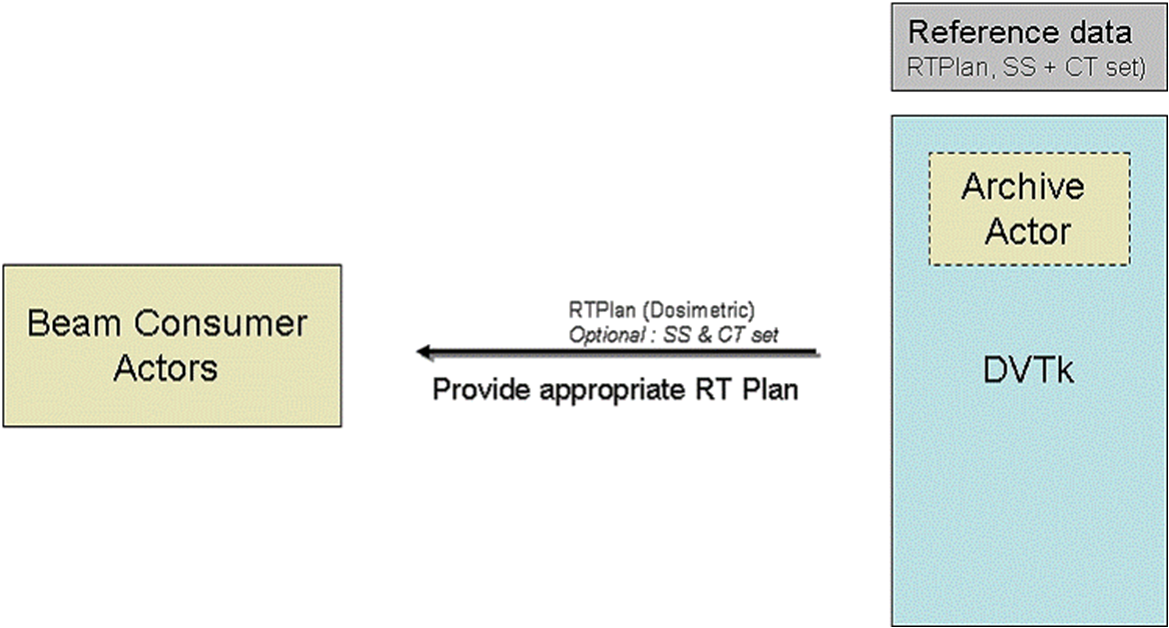 Reference data
RTPlan, SS + CT set)
Archive
Actor
Beam Consumer
Actors
RTPlan (Dosimetric)
Optional : SS & CT set
Provide appropriate RT Plan
DVTk